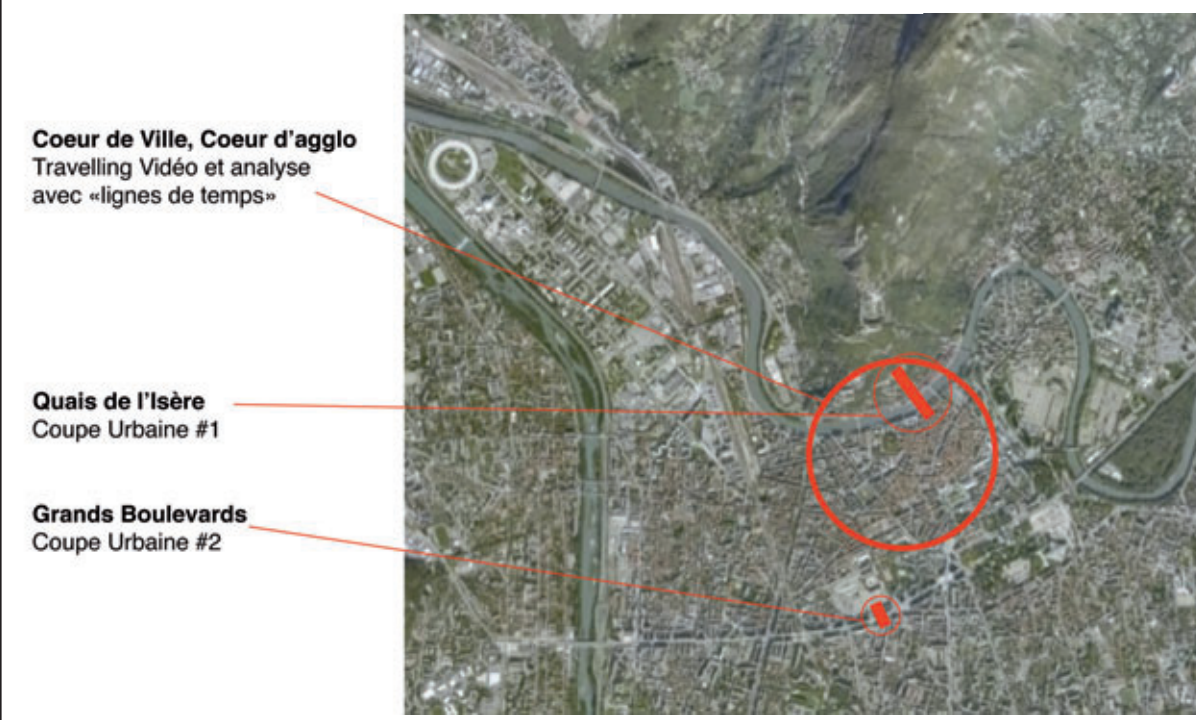 Coeur de Ville, Coeur d'agglo
Travelling Vidéo et analyse
avec «lignes de temps»
Quais de l'Isère
Coupe Urbaine #1
Grands Boulevards
Coupe Urbaine #2